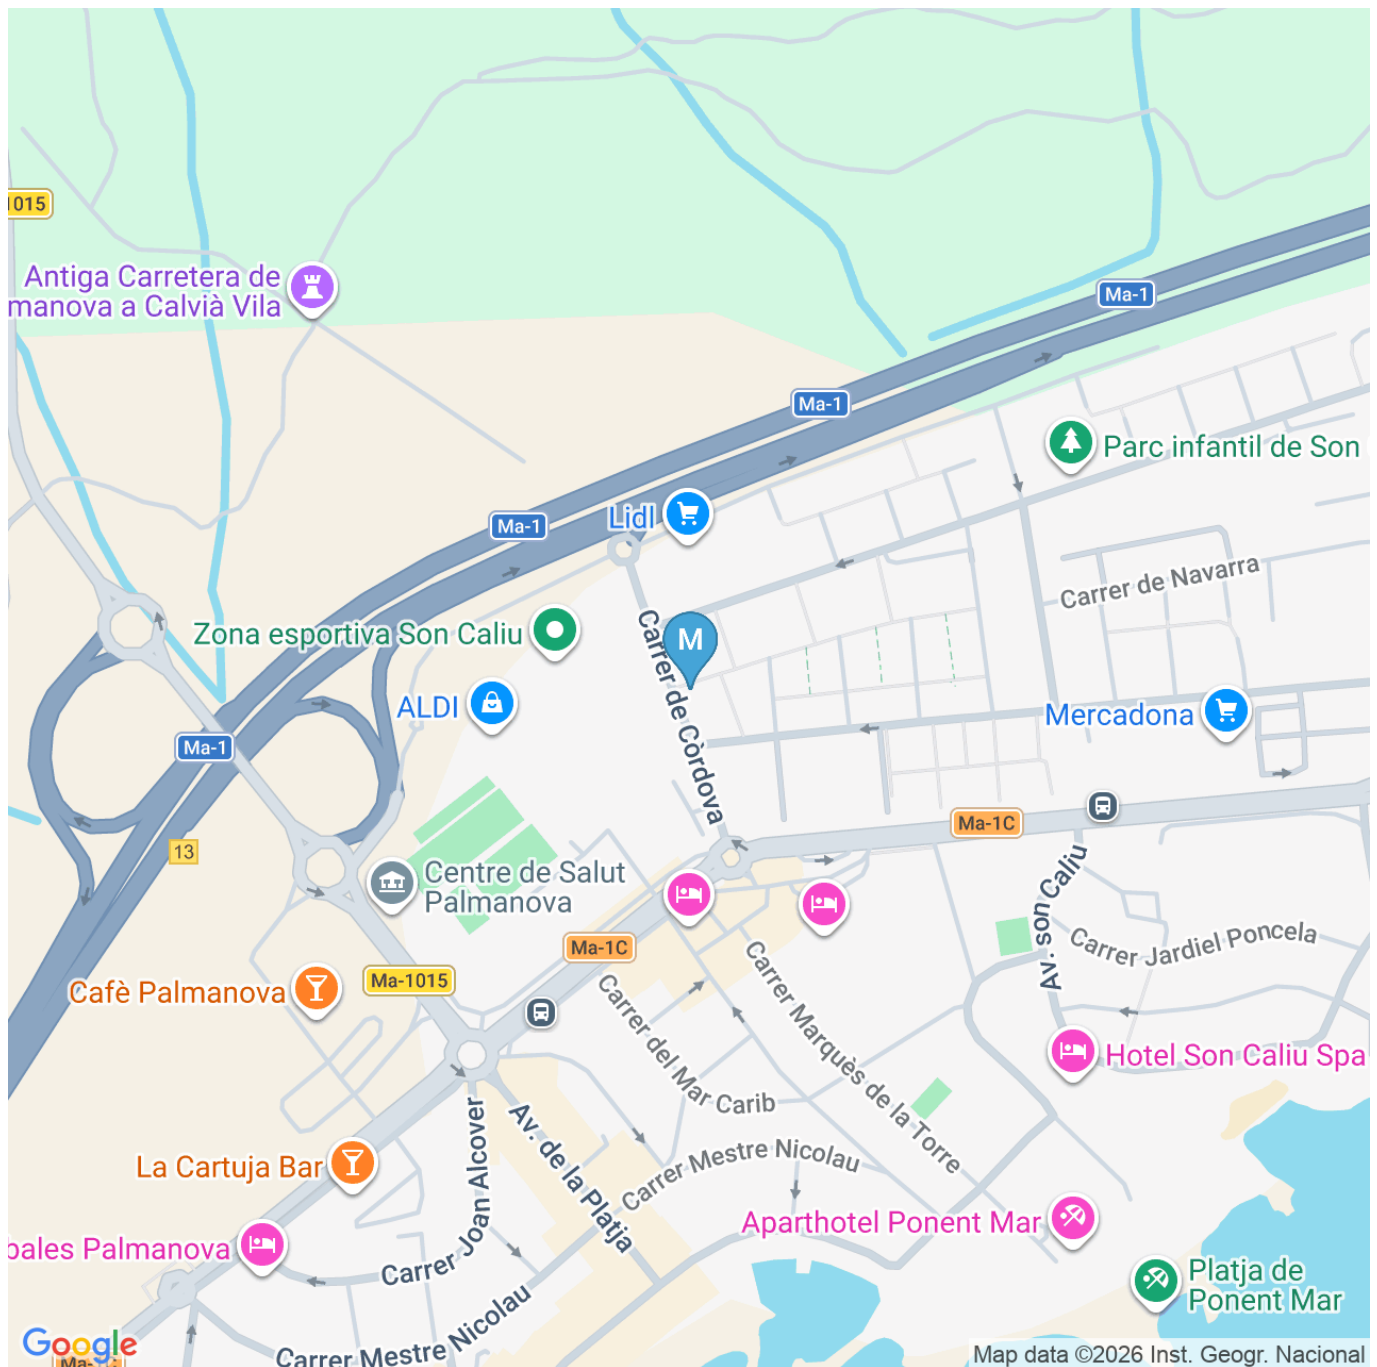 1015
Antiga Carretera de
manova a Calvià Vila
Ma-1
Ma-1
Parc infantil de Son
Ma-1
Lidl
Carrer de Navarra
Zona esportiva Son Caliu
M
Carrer de Còrdova
ALDI
Mercadona
Ma-1
Ma-1C
13
Centre de Salut
Palmanova
Av. son Caliu
Carrer Jardiel Poncela
Ma-1C
Ma-1015
Cafè Palmanova
Carrer del Mar Carib
Carrer Marquès de la Torre
Hotel Son Caliu Spa
La Cartuja Bar
Carrer Joan Alcover
Av. de la Platja
Carrer Mestre Nicolau
Aparthotel Ponent Mar
bales Palmanova
Carrer Mestre Nicolau
Platja de
Ponent Mar
Google
Ma-1C
Map data ©2026 Inst. Geogr. Nacional